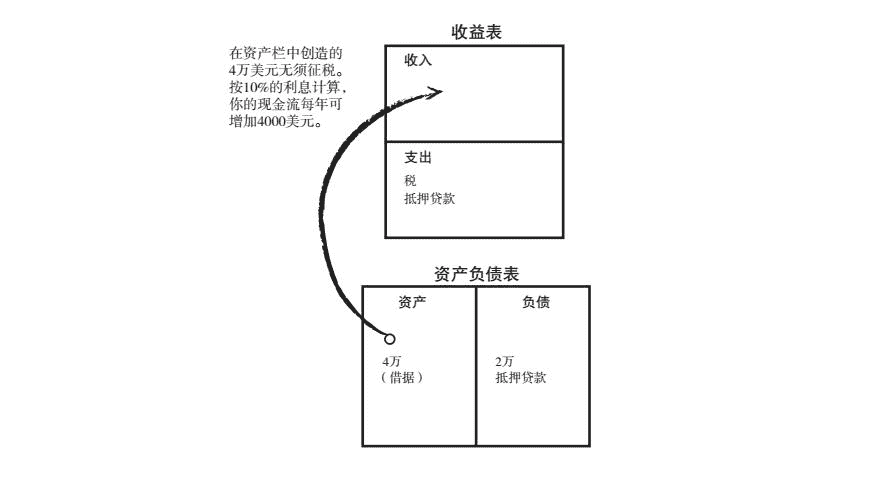 收益表
在资产栏中创造的
4万美元无须征税。
按10%的利息计算，
你的现金流每年可
增加4000美元。
收入
支出
税
抵押贷款
资产负债表
资产
负债
4万
（借据）
2万
抵押贷款